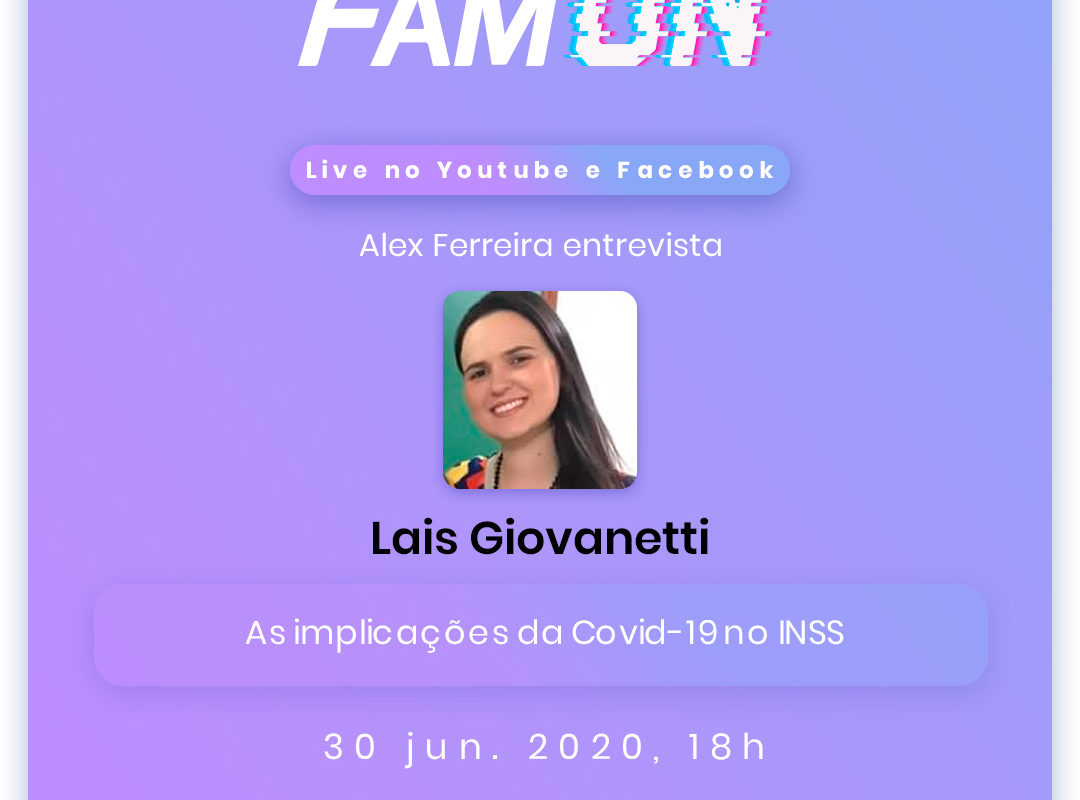 FAM ON
Live no Youtube e Facebook
Alex Ferreira entrevista
Lais Giovanetti
As implicações da Covid-19 no INSS
30 jun. 2020, 18h